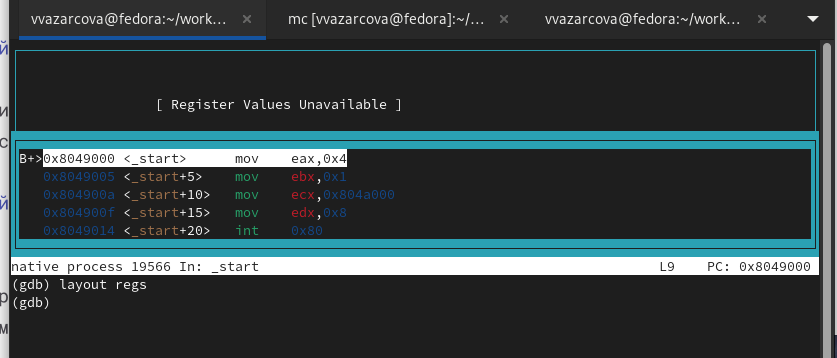 vvazarcova@fedora:~/work… × mc [vvazarcova@fedora]:~/… × vvazarcova@fedora:~/work… ×
[ Register Values Unavailable ]
B+>0x8049000 <_start> mov eax,0x4
0x8049005 <_start+5> mov ebx,0x1
0x804900a <_start+10> mov ecx,0x804a000
0x804900f <_start+15> mov edx,0x8
0x8049014 <_start+20> int 0x80
native process 19566 In: _start L9 PC: 0x8049000
(gdb) layout regs
(gdb)
й
и
с
й
р
м